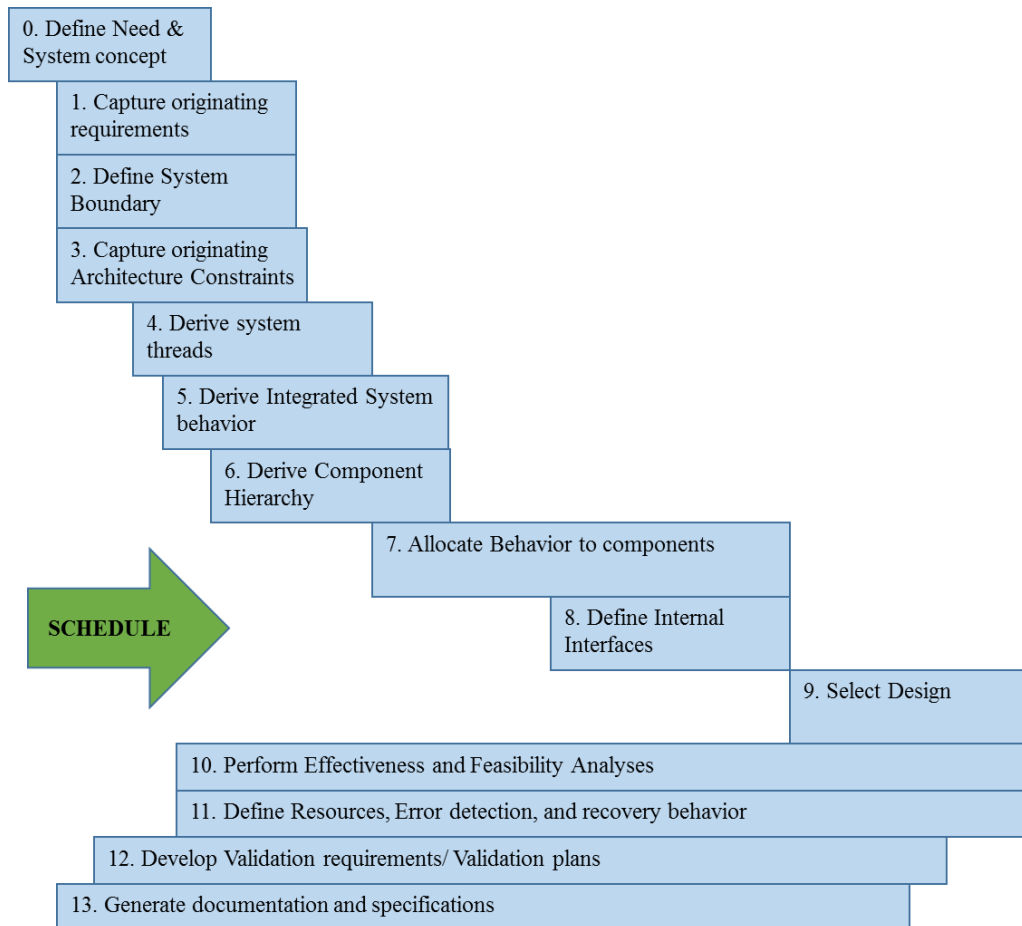 0. Define Need &
System concept
1. Capture originating
requirements
2. Define System
Boundary
3. Capture originating
Architecture Constraints
4. Derive system
threads
5. Derive Integrated System
behavior
6. Derive Component
Hierarchy
7. Allocate Behavior to components
8. Define Internal
Interfaces
SCHEDULE
9. Select Design
10. Perform Effectiveness and Feasibility Analyses
11. Define Resources, Error detection, and recovery behavior
12. Develop Validation requirements/ Validation plans
13. Generate documentation and specifications